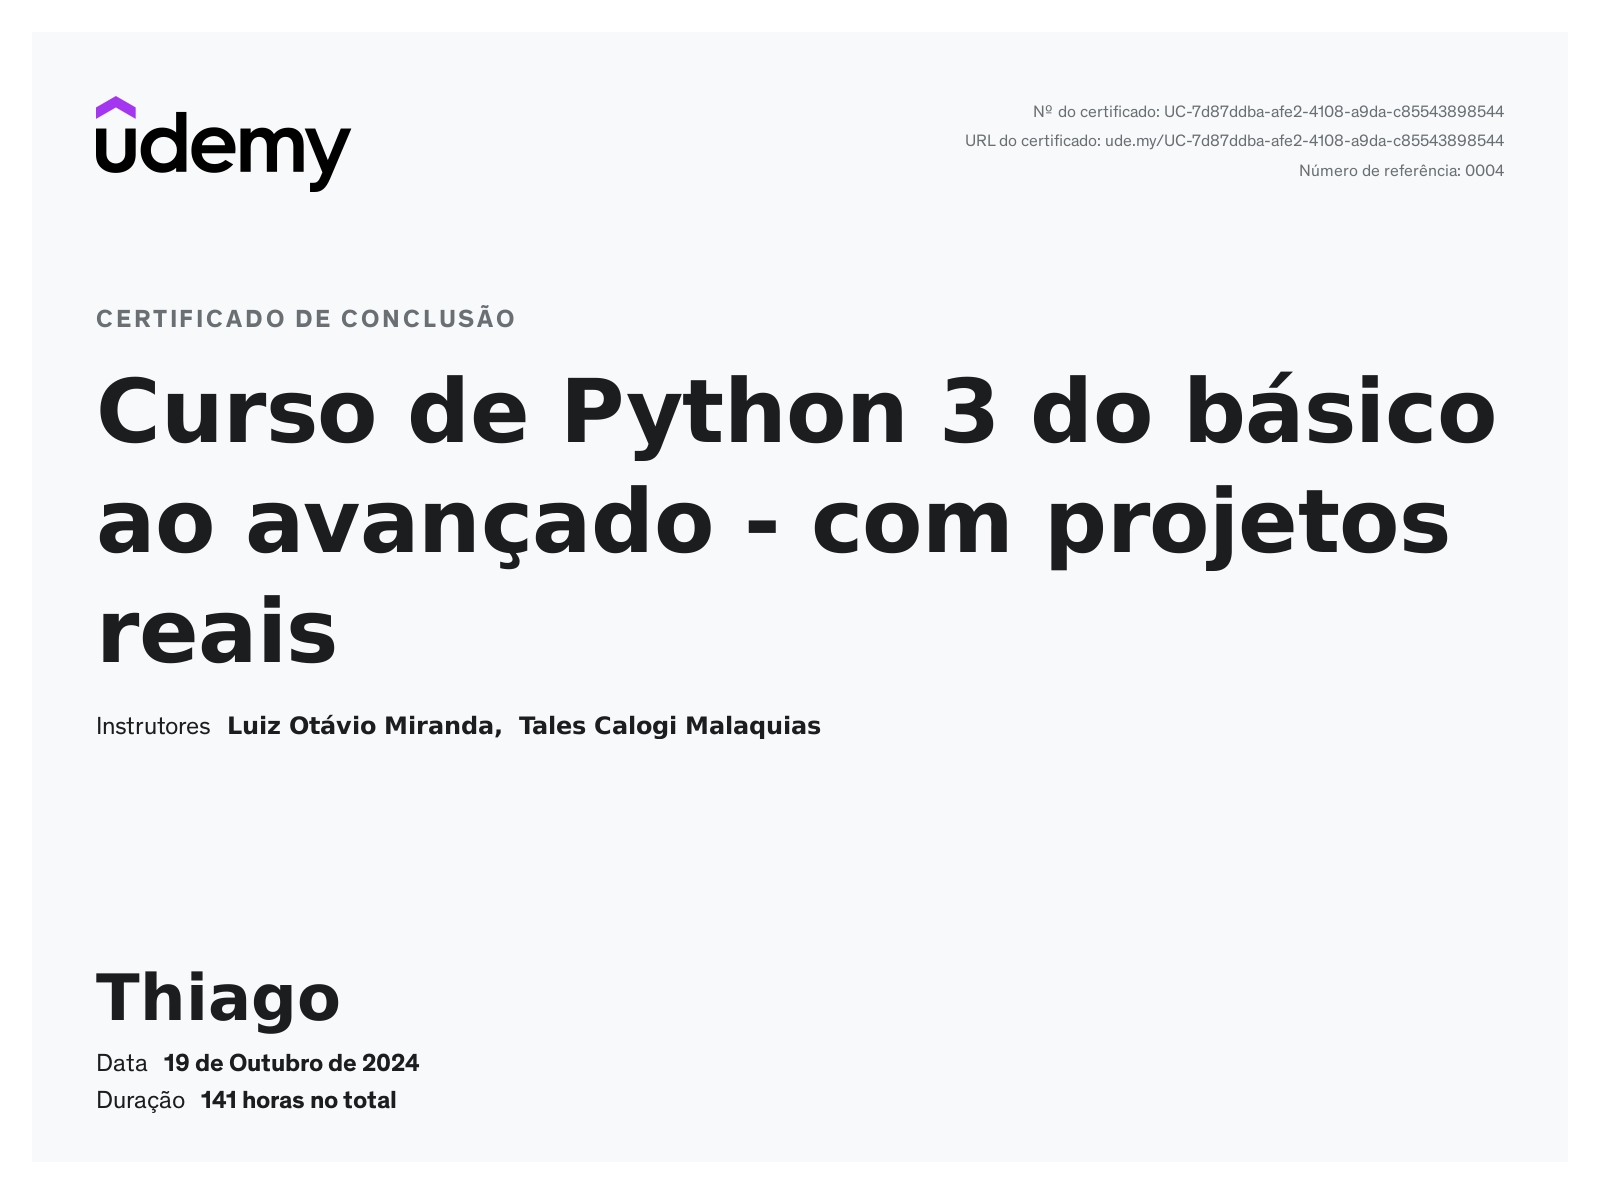 udemy
Nº do certificado: UC-7d87ddba-afe2-4108-a9da-c85543898544
URL do certificado: ude.my/UC-7d87ddba-afe2-4108-a9da-c85543898544
Número de referência: 0004
CERTIFICADO DE CONCLUSÃO
Curso de Python 3 do básico
ao avançado - com projetos
reais
Instrutores Luiz Otávio Miranda, Tales Calogi Malaquias
Thiago
Data 19 de Outubro de 2024
Duração 141 horas no total